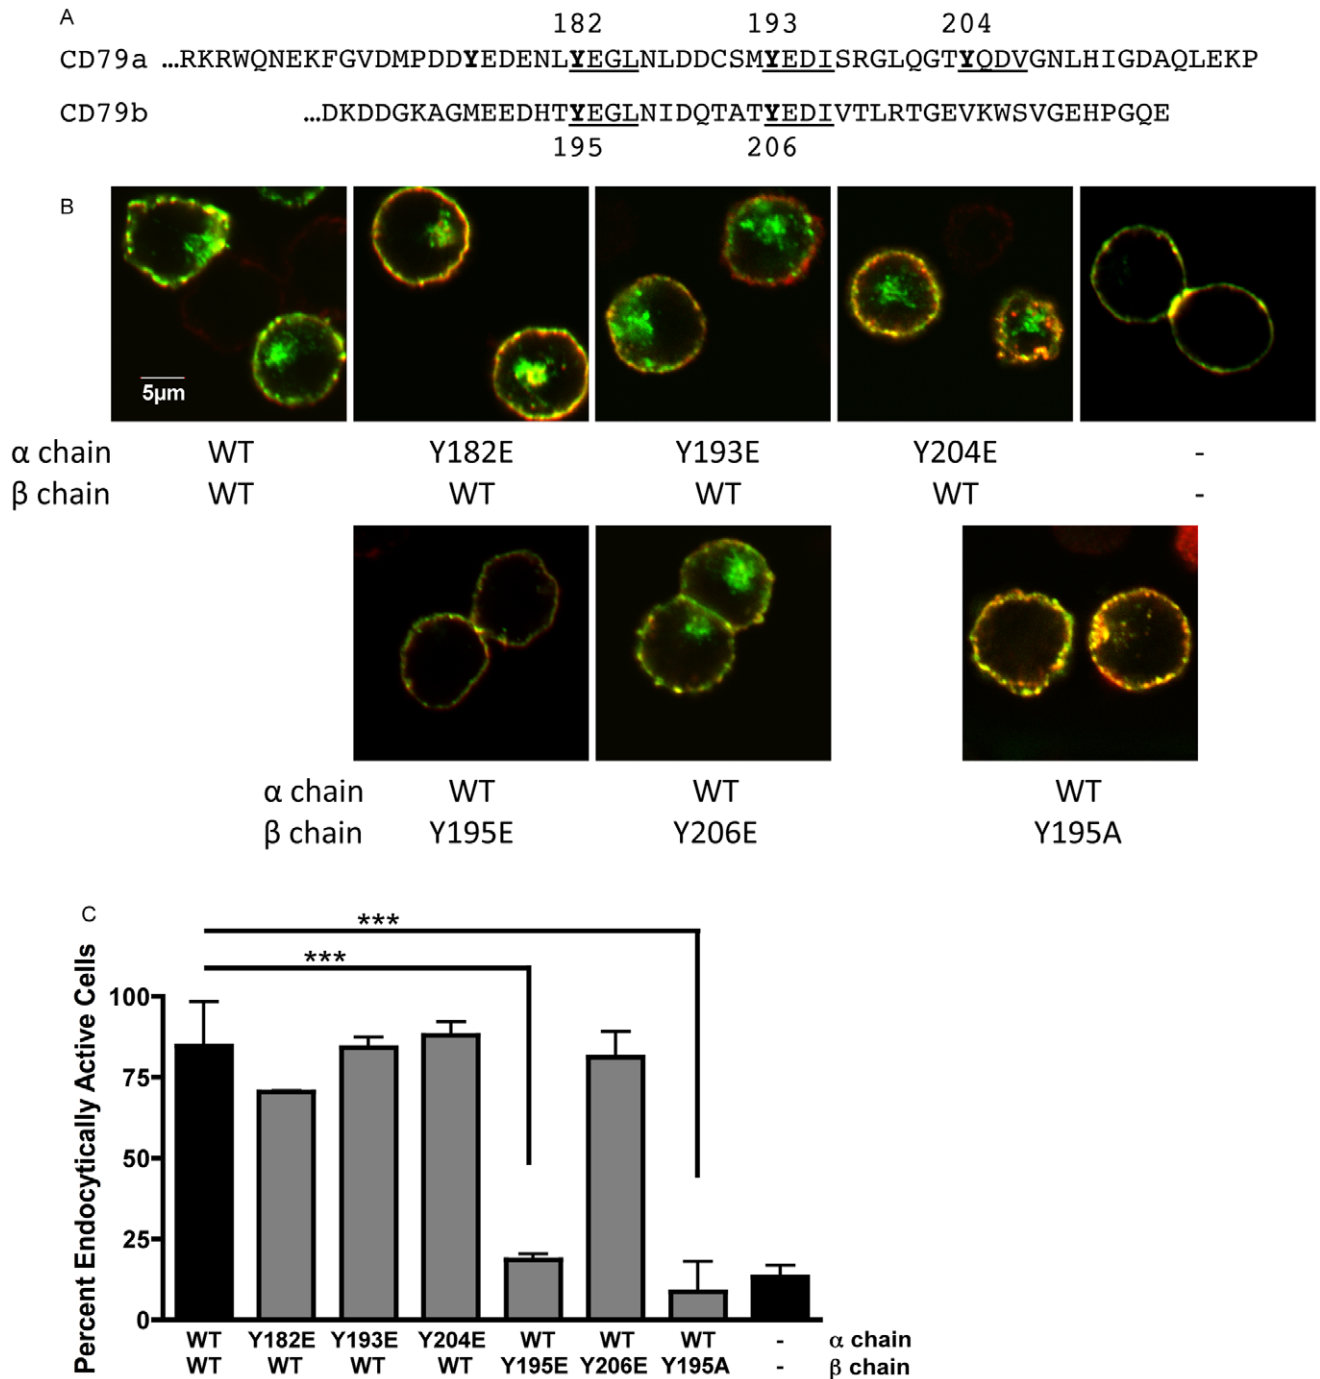 A
182 193 204
CD79a …RKRWQNEKFGVDMPDDYEDENLYEGLNLDDCSMYEDISRGLQGTYQDVGNLHIGDAQLEKP
CD79b …DKDDGKAGMEEDHTYEGLNIDQTATYEDIVTLRTGEVKWSVGEHPGQE
195 206
B
5µm
α chain WT Y182E Y193E Y204E -
β chain WT WT WT WT -
α chain WT WT WT
β chain Y195E Y206E Y195A
C
***
***
Percent Endocytically Active Cells
100
75
50
25
0
WT Y182E Y193E Y204E WT WT WT - α chain
WT WT WT WT Y195E Y206E Y195A - β chain